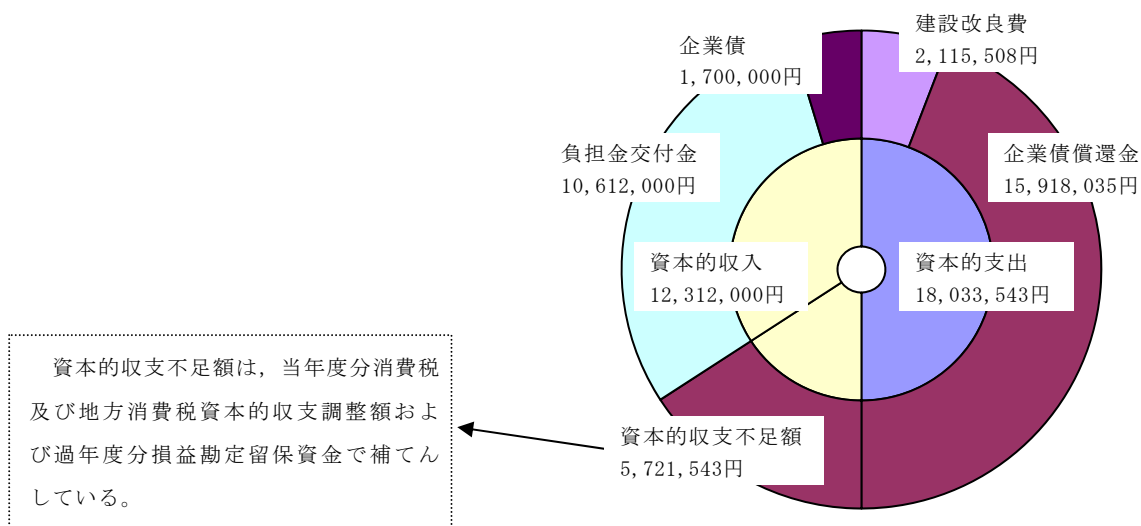 建設改良費
2,115,508円
企業債
1,700,000円
負担金交付金
10,612,000円
企業債償還金
15,918,035円
資本的収入
12,312,000円
資本的支出
18,033,543円
資本的収支不足額
5,721,543円
資本的収支不足額は，当年度分消費税
及び地方消費税資本的収支調整額およ
び過年度分損益勘定留保資金で補てん
している。